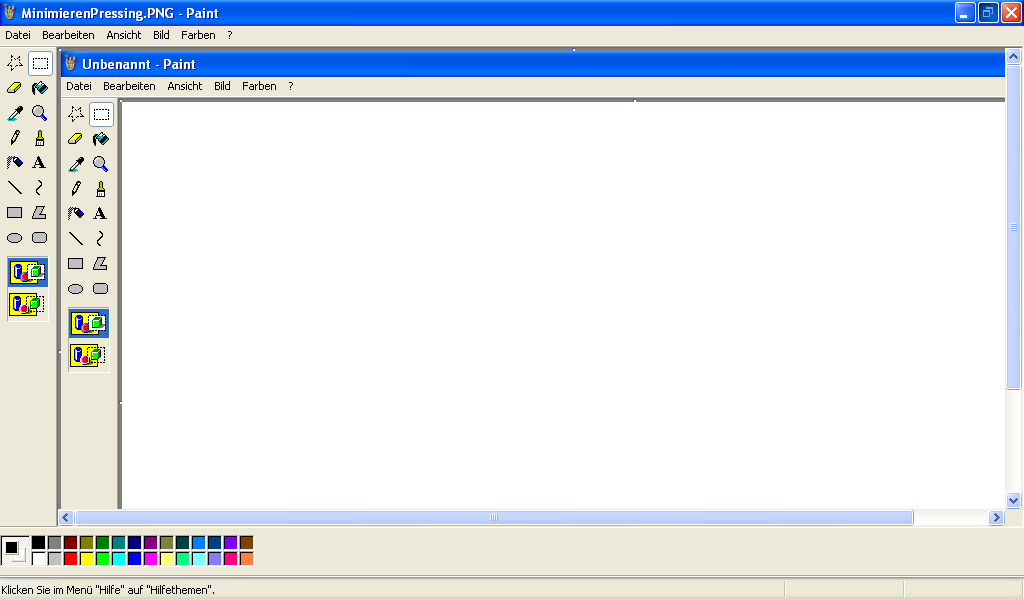 MinimierenPressing.PNG - Paint
Datei Bearbeiten Ansicht Bild Farben ?
Unbenannt - Paint
Datei Bearbeiten Ansicht Bild Farben ?
A
A
Klicken Sie im Menü "Hilfe" auf "Hilfethemen".